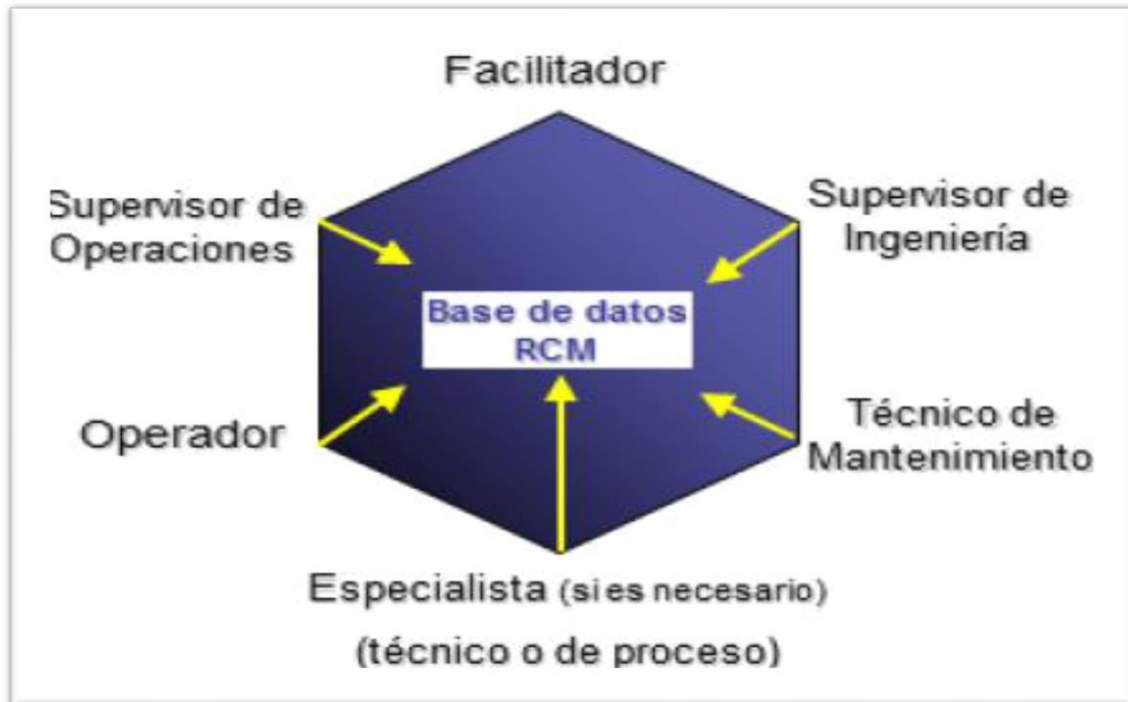 Facilitador
Supervisor de
Operaciones
Supervisor de
Ingeniería
Base de datos
RCM
Operador
Técnico de
Mantenimiento
Especialista (si es necesario)
(técnico o de proceso)